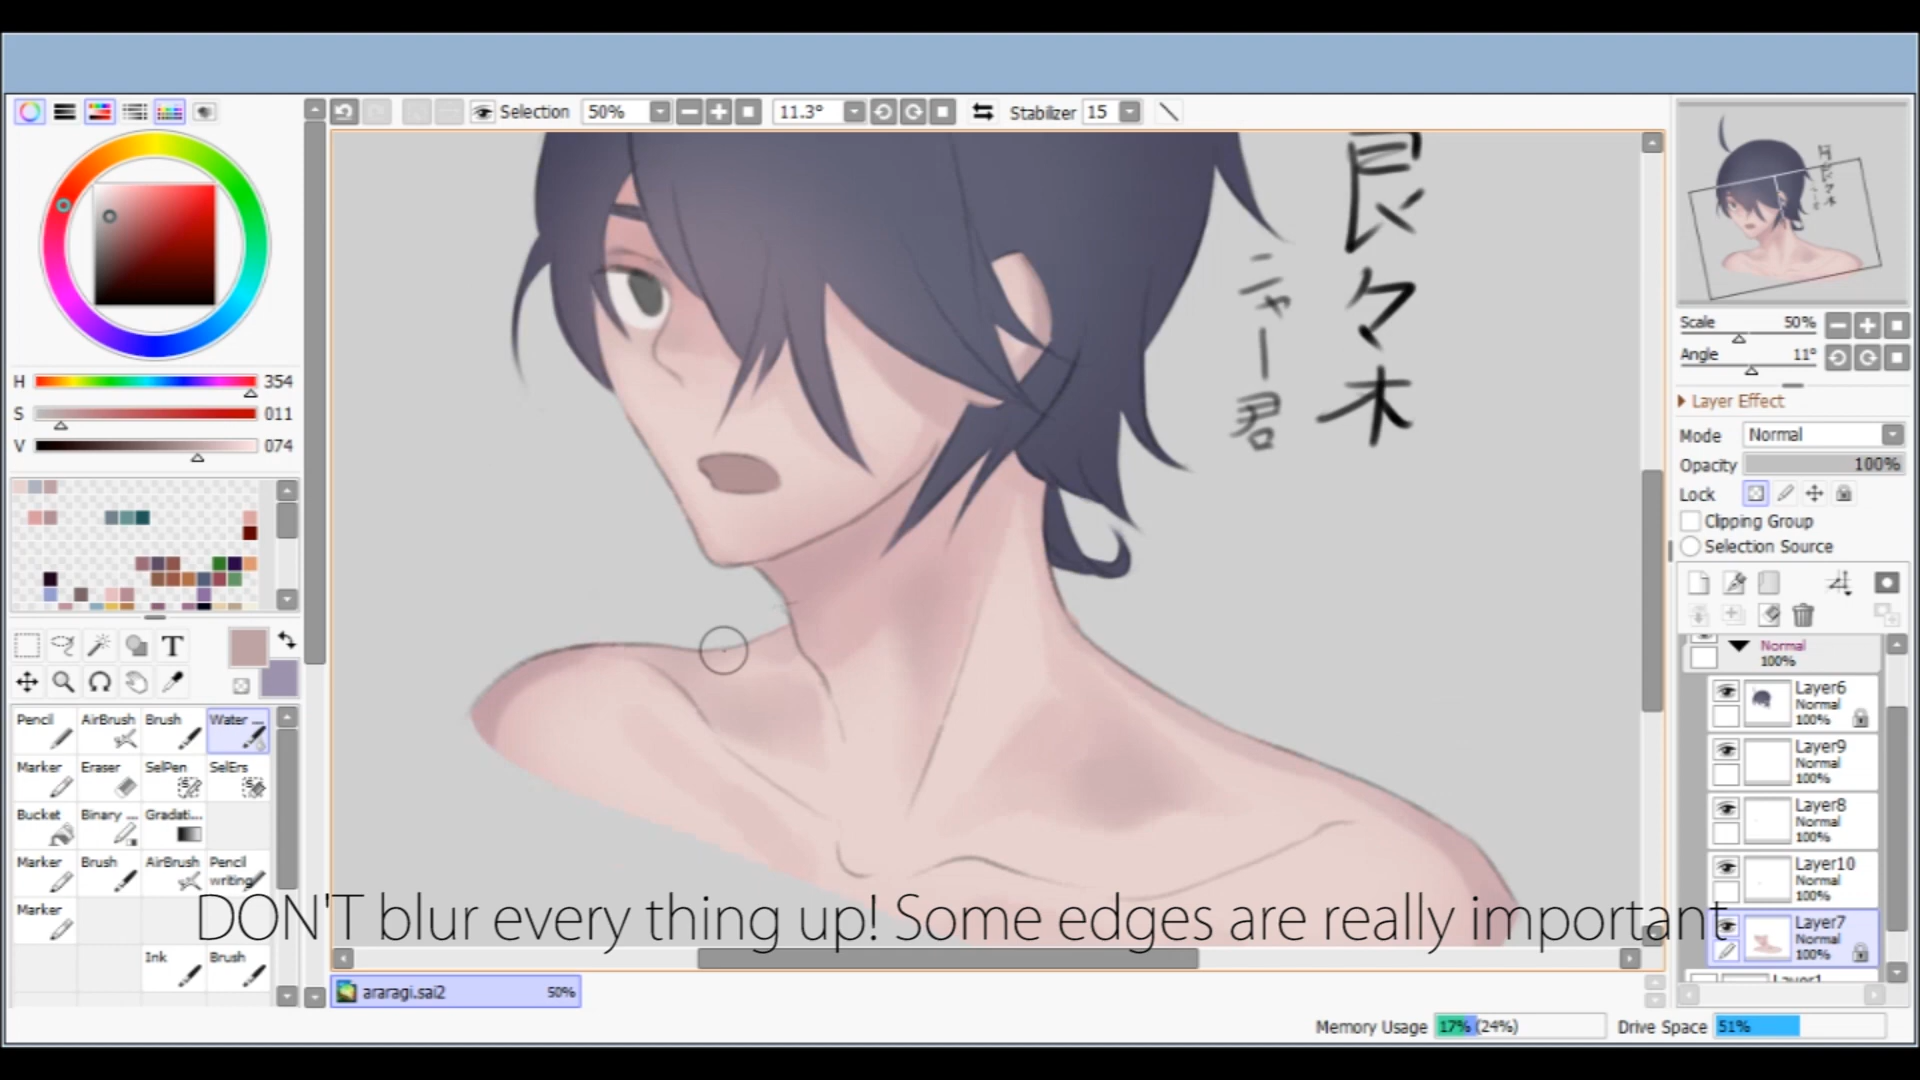 Selection 50% 11.3° Stabilizer 15
H 354
S 011
V 074
T
Pencil AirBrush Brush Water ...
Marker Eraser SelPen SelErs
Bucket Binary ... Gradati...
Marker Brush AirBrush Pencil writing
Marker
Ink Brush
良々木
ニャー君
DON'T blur every thing up! Some edges are really important
araragi.sai2 50%
Scale 50%
Angle 11°
Layer Effect
Mode Normal
Opacity 100%
Lock
Clipping Group
Selection Source
Normal
100%
Layer6
Normal
100%
Layer9
Normal
100%
Layer8
Normal
100%
Layer10
Normal
100%
Layer7
Normal
100%
Layer1
Memory Usage 17% (24%) Drive Space 51%